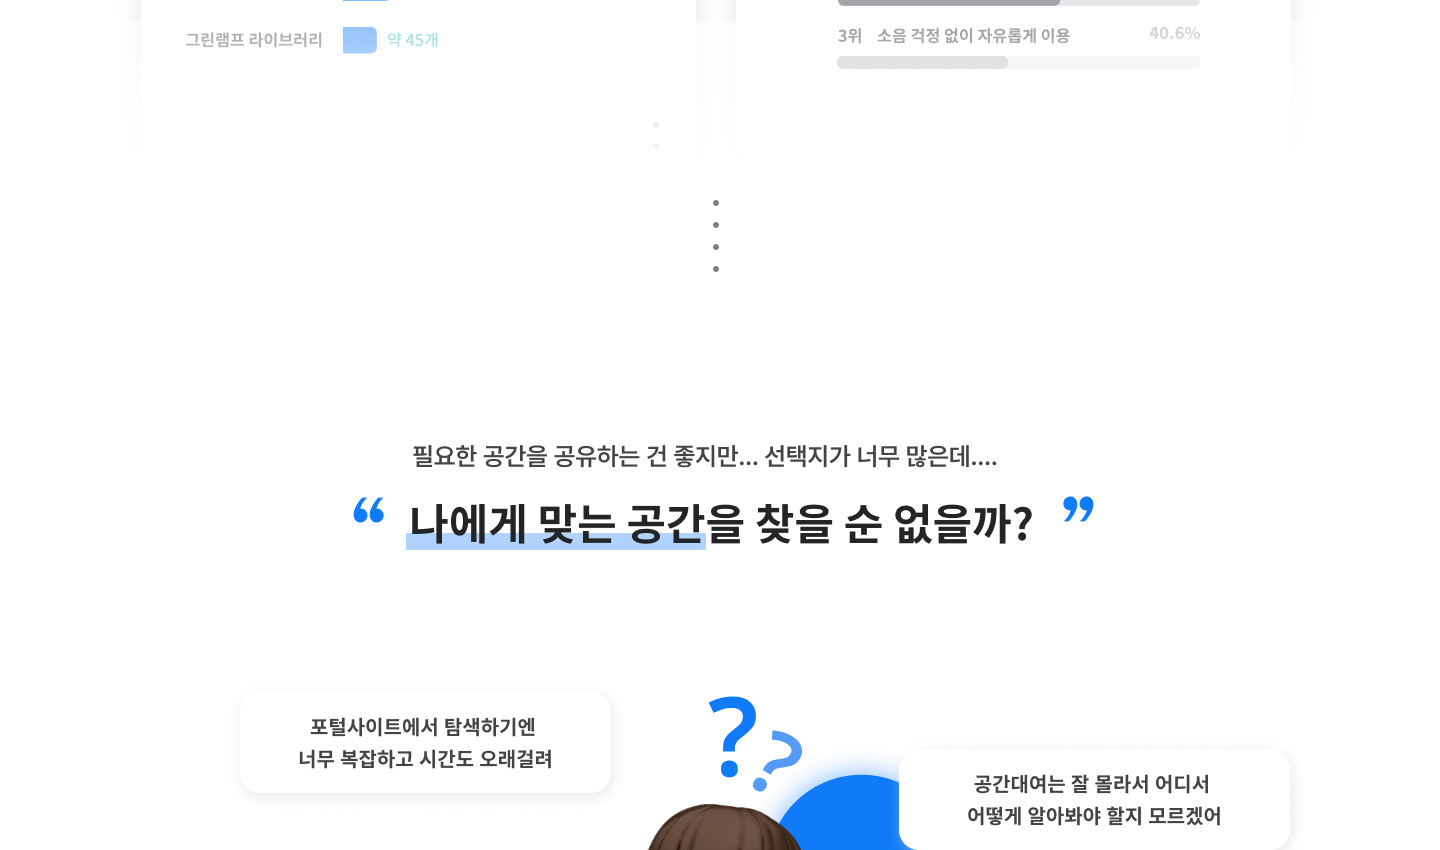 그린램프 라이브러리 약 45개
3위 소음 걱정 없이 자유롭게 이용 40.6%
필요한 공간을 공유하는 건 좋지만... 선택지가 너무 많은데....
“ 나에게 맞는 공간을 찾을 순 없을까? ”
포털사이트에서 탐색하기엔
너무 복잡하고 시간도 오래걸려
??
공간대여는 잘 몰라서 어디서
어떻게 알아봐야 할지 모르겠어